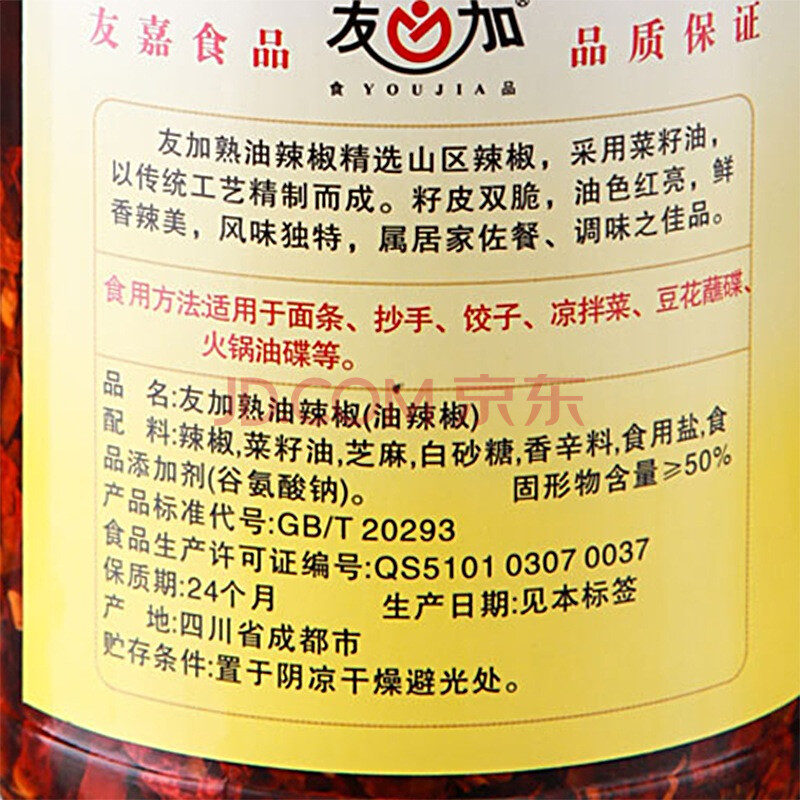 友嘉食品 友加® 品质保证
食 YOUJIA 品
友加熟油辣椒精选山区辣椒，采用菜籽油，
以传统工艺精制而成。籽皮双脆，油色红亮，鲜
香辣美，风味独特，属居家佐餐、调味之佳品。
食用方法:适用于面条、抄手、饺子、凉拌菜、豆花蘸碟、
火锅油碟等。
JD.COM 京东
品 名:友加熟油辣椒(油辣椒)
配 料:辣椒,菜籽油,芝麻,白砂糖,香辛料,食用盐,食
品添加剂(谷氨酸钠)。 固形物含量≥50%
产品标准代号:GB/T 20293
食品生产许可证编号:QS5101 0307 0037
保质期:24个月 生产日期:见本标签
产 地:四川省成都市
贮存条件:置于阴凉干燥避光处。